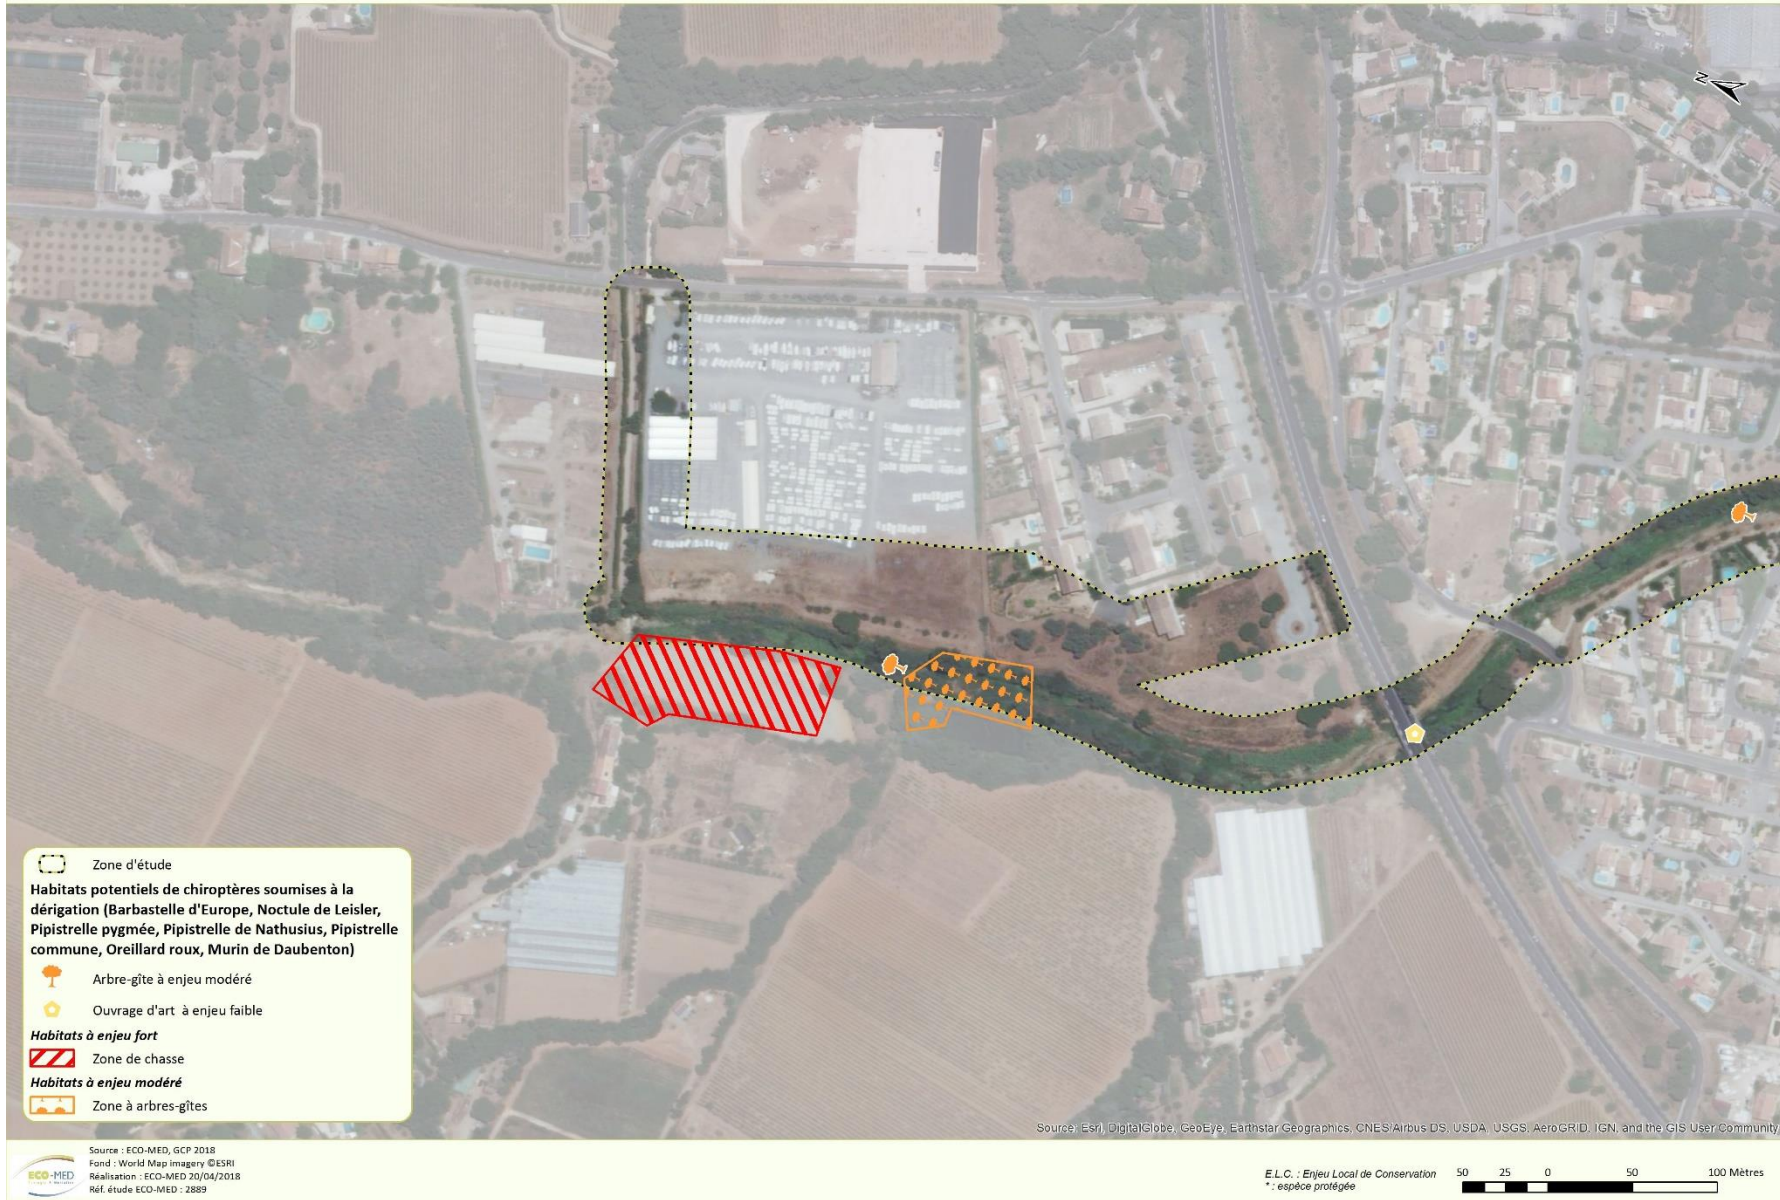 N
Zone d'étude
Habitats potentiels de chiroptères soumises à la
dérigation (Barbastelle d'Europe, Noctule de Leisler,
Pipistrelle pygmée, Pipistrelle de Nathusius, Pipistrelle
commune, Oreillard roux, Murin de Daubenton)
Arbre-gîte à enjeu modéré
Ouvrage d'art à enjeu faible
Habitats à enjeu fort
Zone de chasse
Habitats à enjeu modéré
Zone à arbres-gîtes
Source: Esri, DigitalGlobe, GeoEye, Earthstar Geographics, CNES/Airbus DS, USDA, USGS, AeroGRID, IGN, and the GIS User Community
ECO-MED
Source : ECO-MED, GCP 2018
Fond : World Map imagery ©ESRI
Réalisation : ECO-MED 20/04/2018
Réf. étude ECO-MED : 2889
E.L.C. : Enjeu Local de Conservation
* : espèce protégée
50 25 0 50 100 Mètres